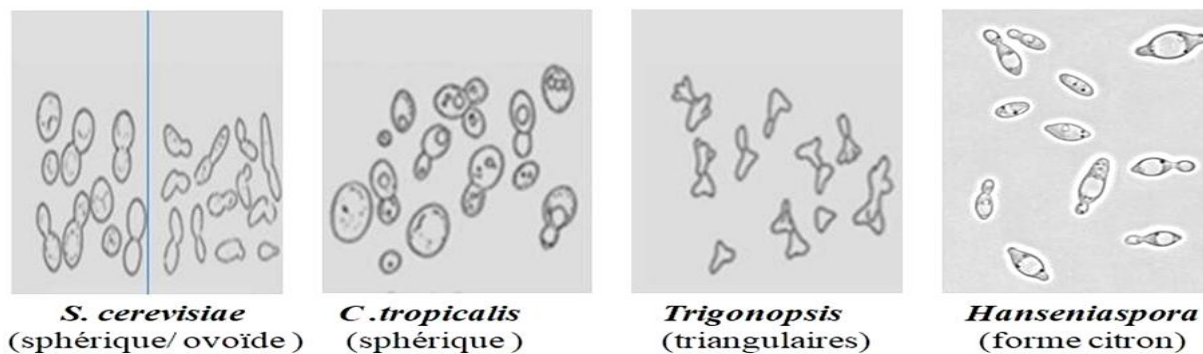 S. cerevisiae C .tropicalis Trigonopsis Hanseniaspora
(sphérique/ ovoïde ) (sphérique ) (triangulaires) (forme citron)